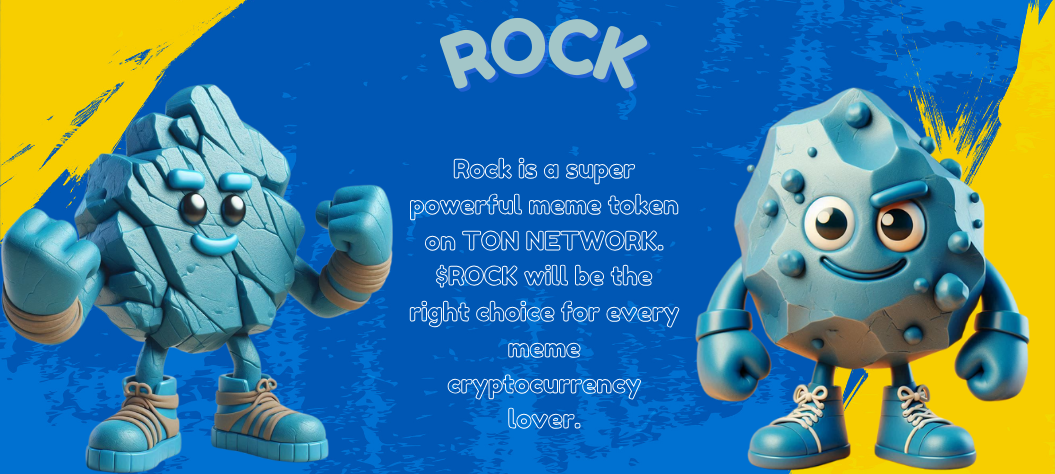 ROCK
Rock is a super
powerful meme token
on TON NETWORK.
$ROCK will be the
right choice for every
meme
cryptocurrency
lover.